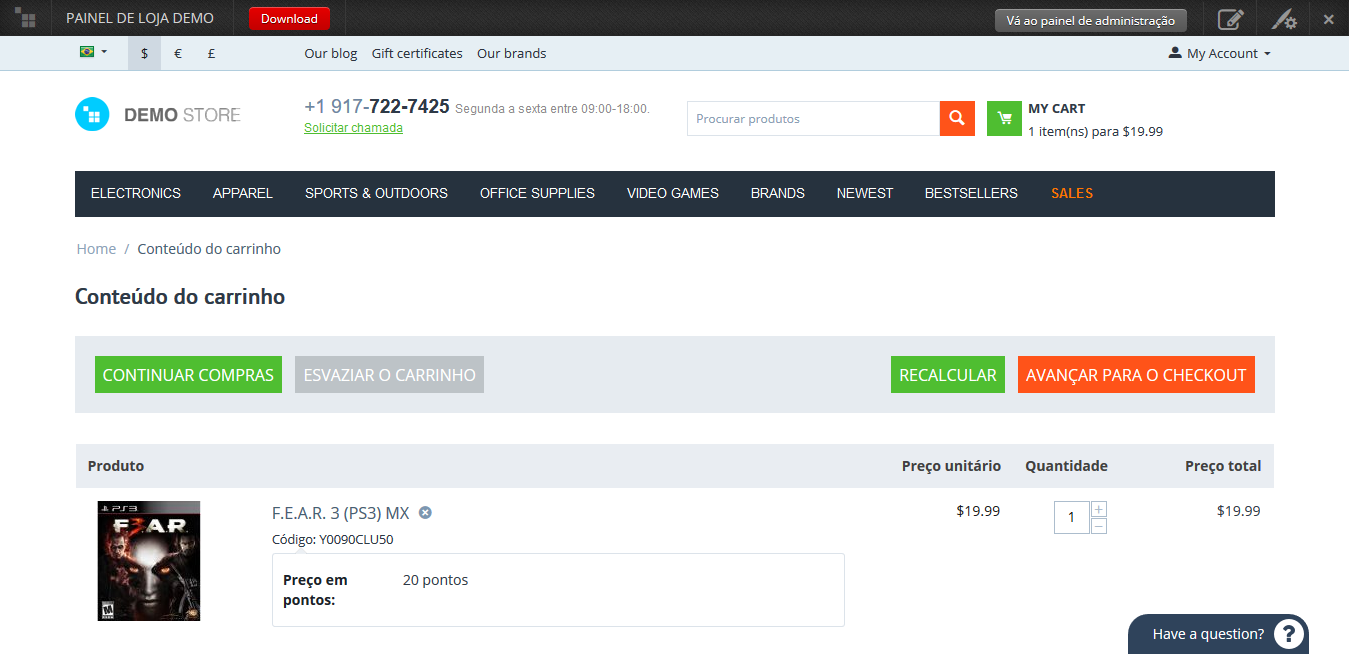 PAINEL DE LOJA DEMO Download Vá ao painel de administração
$ € £ Our blog Gift certificates Our brands My Account
+1 917-722-7425 Segunda a sexta entre 09:00-18:00.
Solicitar chamada
DEMO STORE
Procurar produtos
MY CART
1 item(ns) para $19.99
ELECTRONICS APPAREL SPORTS & OUTDOORS OFFICE SUPPLIES VIDEO GAMES BRANDS NEWEST BESTSELLERS SALES
Home / Conteúdo do carrinho
Conteúdo do carrinho
CONTINUAR COMPRAS ESVAZIAR O CARRINHO RECALCULAR AVANÇAR PARA O CHECKOUT
Produto Preço unitário Quantidade Preço total
PS3
F.3.A.R.
M
F.E.A.R. 3 (PS3) MX $19.99 1 + − $19.99
Código: Y0090CLU50
Preço em pontos: 20 pontos
Have a question? ?